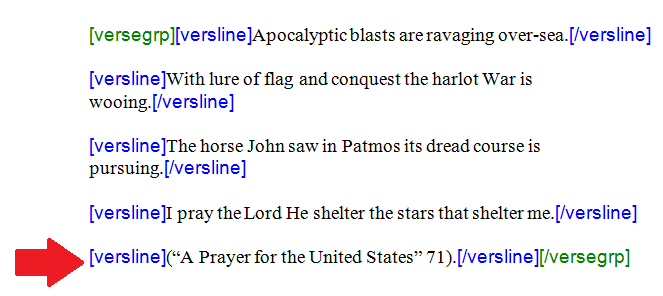 [versegrp][versline]Apocalyptic blasts are ravaging over-sea.[/versline]
[versline]With lure of flag and conquest the harlot War is
wooing.[/versline]
[versline]The horse John saw in Patmos its dread course is
pursuing.[/versline]
[versline]I pray the Lord He shelter the stars that shelter me.[/versline]
[versline](“A Prayer for the United States” 71).[/versline][/versegrp]